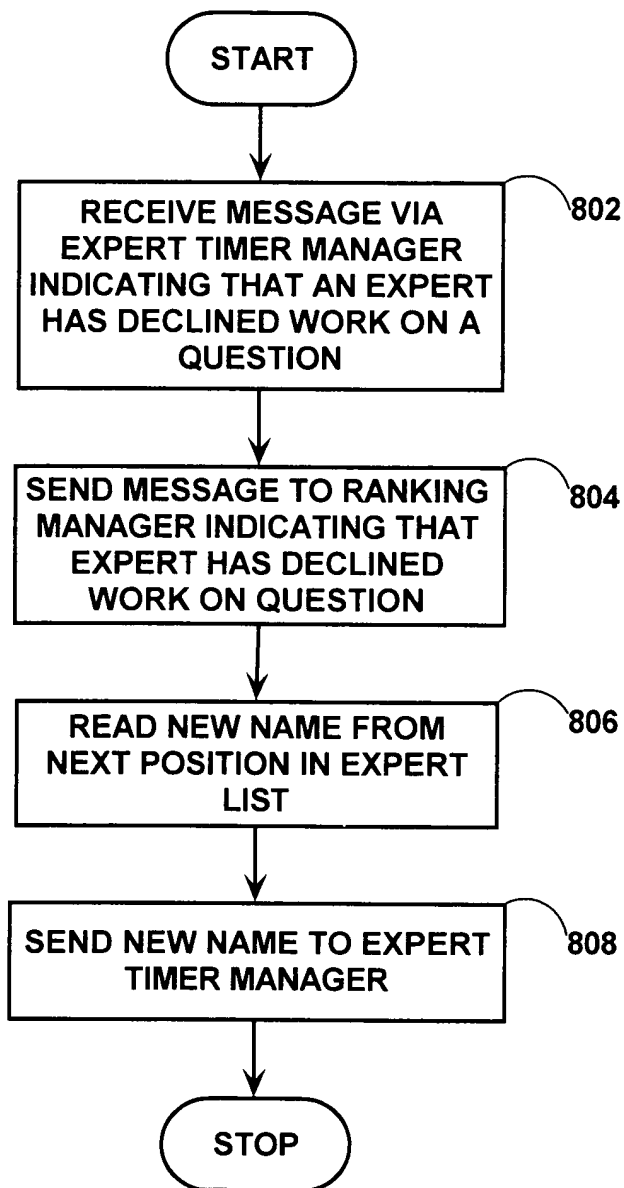 START
RECEIVE MESSAGE VIA
EXPERT TIMER MANAGER
INDICATING THAT AN EXPERT
HAS DECLINED WORK ON A
QUESTION
802
SEND MESSAGE TO RANKING
MANAGER INDICATING THAT
EXPERT HAS DECLINED
WORK ON QUESTION
804
READ NEW NAME FROM
NEXT POSITION IN EXPERT
LIST
806
SEND NEW NAME TO EXPERT
TIMER MANAGER
808
STOP